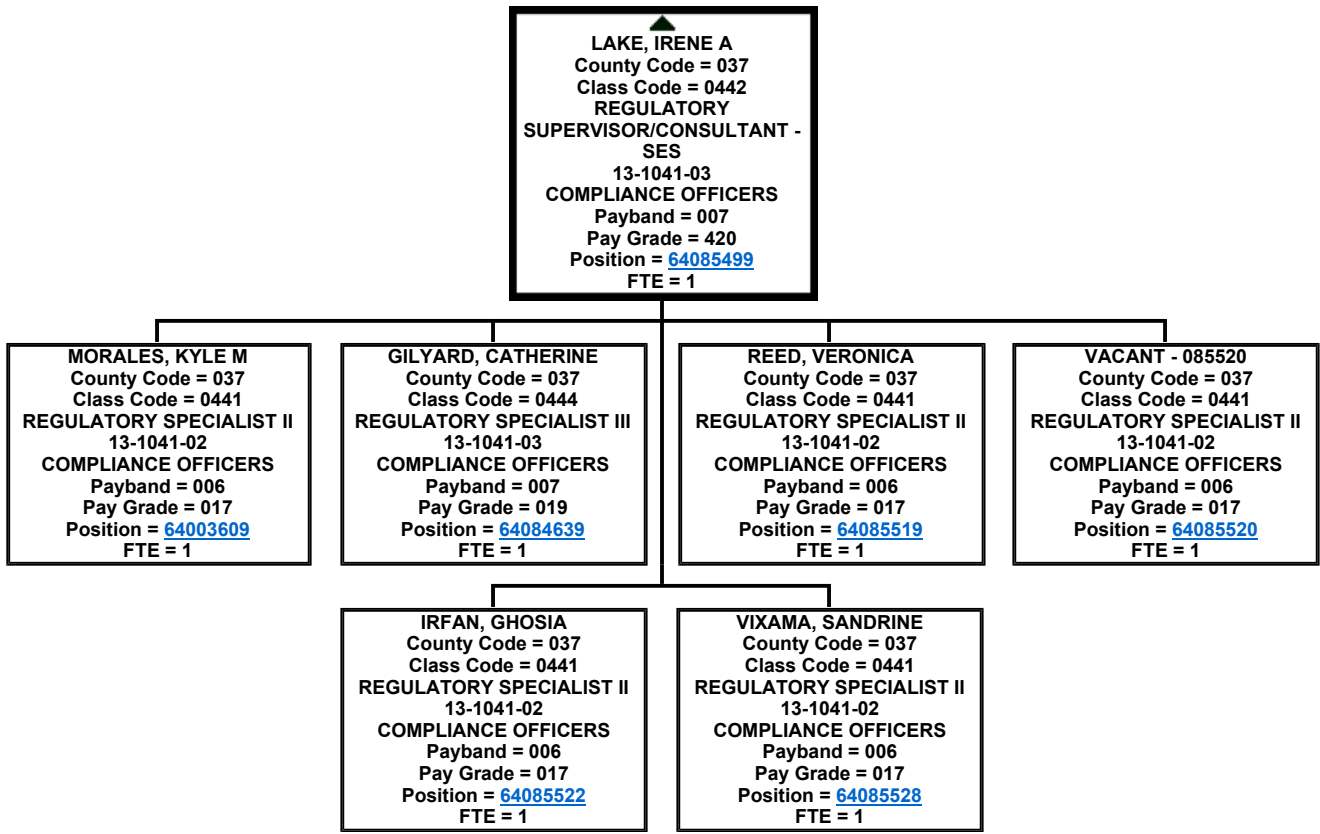 LAKE, IRENE A
County Code = 037
Class Code = 0442
REGULATORY
SUPERVISOR/CONSULTANT -
SES
13-1041-03
COMPLIANCE OFFICERS
Payband = 007
Pay Grade = 420
Position = 64085499
FTE = 1
MORALES, KYLE M
County Code = 037
Class Code = 0441
REGULATORY SPECIALIST II
13-1041-02
COMPLIANCE OFFICERS
Payband = 006
Pay Grade = 017
Position = 64003609
FTE = 1
GILYARD, CATHERINE
County Code = 037
Class Code = 0444
REGULATORY SPECIALIST III
13-1041-03
COMPLIANCE OFFICERS
Payband = 007
Pay Grade = 019
Position = 64084639
FTE = 1
REED, VERONICA
County Code = 037
Class Code = 0441
REGULATORY SPECIALIST II
13-1041-02
COMPLIANCE OFFICERS
Payband = 006
Pay Grade = 017
Position = 64085519
FTE = 1
VACANT - 085520
County Code = 037
Class Code = 0441
REGULATORY SPECIALIST II
13-1041-02
COMPLIANCE OFFICERS
Payband = 006
Pay Grade = 017
Position = 64085520
FTE = 1
IRFAN, GHOSIA
County Code = 037
Class Code = 0441
REGULATORY SPECIALIST II
13-1041-02
COMPLIANCE OFFICERS
Payband = 006
Pay Grade = 017
Position = 64085522
FTE = 1
VIXAMA, SANDRINE
County Code = 037
Class Code = 0441
REGULATORY SPECIALIST II
13-1041-02
COMPLIANCE OFFICERS
Payband = 006
Pay Grade = 017
Position = 64085528
FTE = 1